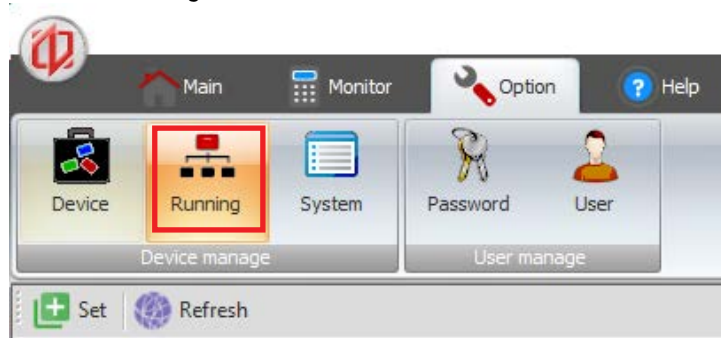 Main Monitor Option Help
Device Running System Password User
Device manage User manage
Set Refresh